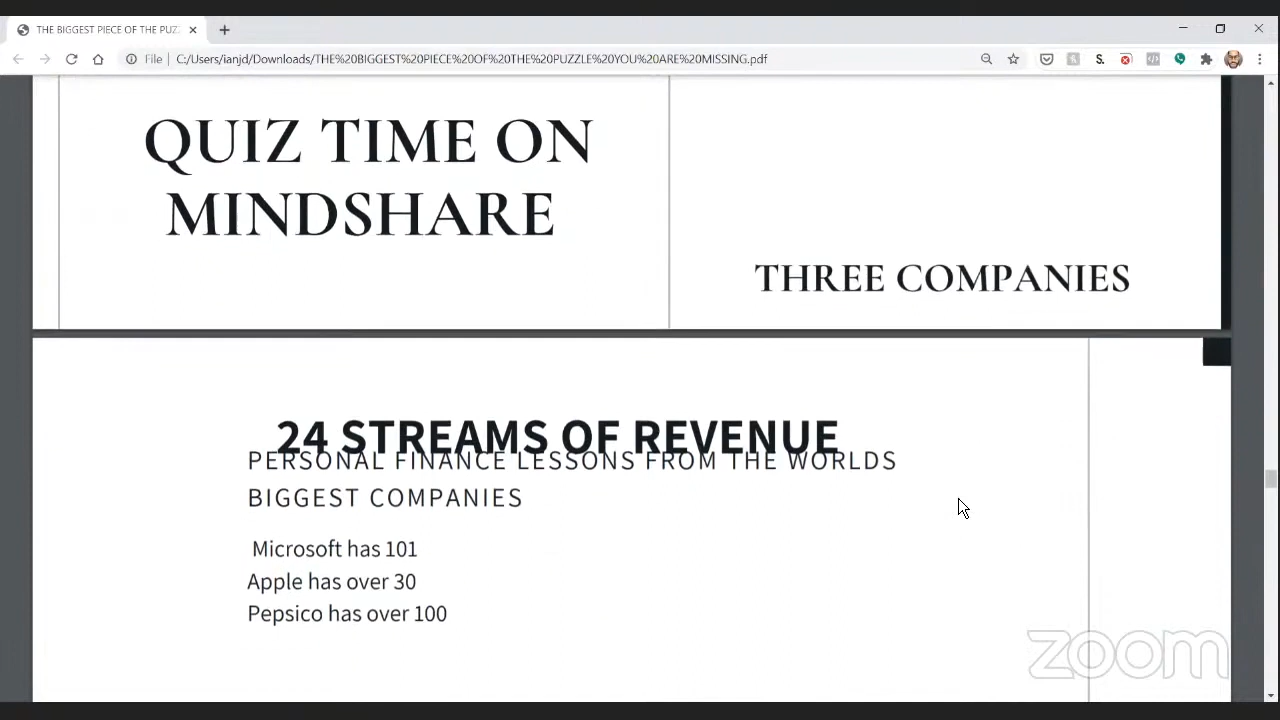 THE BIGGEST PIECE OF THE PUZ
File | C:/Users/ianjd/Downloads/THE%20BIGGEST%20PIECE%20OF%20THE%20PUZZLE%20YOU%20ARE%20MISSING.pdf
QUIZ TIME ON
MINDSHARE
THREE COMPANIES
24 STREAMS OF REVENUE
PERSONAL FINANCE LESSONS FROM THE WORLDS
BIGGEST COMPANIES
Microsoft has 101
Apple has over 30
Pepsico has over 100
zoom